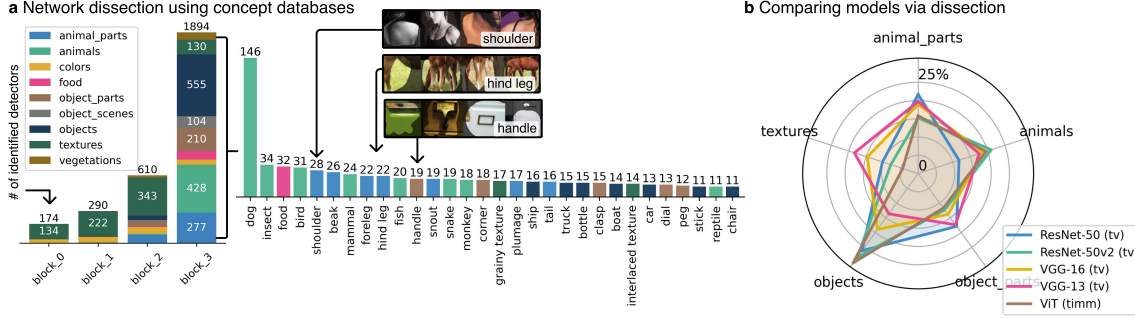 a Network dissection using concept databases
# of identified detectors
animal_parts
animals
colors
food
object_parts
object_scenes
objects
textures
vegetations
174
134
290
222
610
343
1894
130
555
104
210
428
277
block_0
block_1
block_2
block_3
shoulder
hind leg
handle
146
34
32
31
28
26
24
22
22
20
19
19
19
18
18
17
17
16
16
15
15
15
14
14
13
13
12
11
11
11
dog
insect
food
bird
shoulder
beak
mammal
foreleg
hind leg
fish
handle
snout
snake
monkey
corner
grainy texture
plumage
ship
tail
truck
bottle
clasp
boat
interlaced texture
car
dial
peg
stick
reptile
chair
b Comparing models via dissection
animal_parts
25%
textures
animals
0
objects
object_parts
ResNet-50 (tv)
ResNet-50v2 (tv
VGG-16 (tv)
VGG-13 (tv)
ViT (timm)